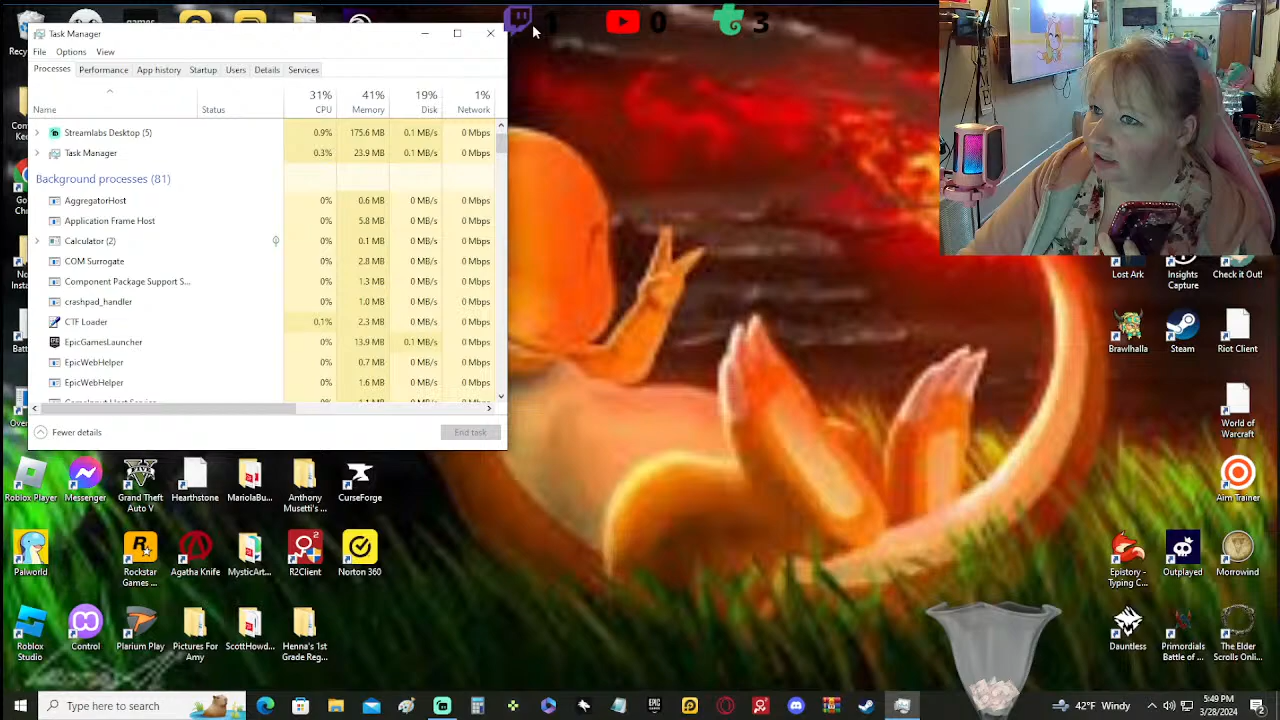 Task Manager
1 0 3
File Options View
Processes Performance App history Startup Users Details Services
31% 41% 19% 1%
Name Status CPU Memory Disk Network
Streamlabs Desktop (5) 0.9% 175.6 MB 0.1 MB/s 0 Mbps
Task Manager 0.3% 23.9 MB 0.1 MB/s 0 Mbps
Background processes (81)
AggregatorHost 0% 0.6 MB 0 MB/s 0 Mbps
Application Frame Host 0% 5.8 MB 0 MB/s 0 Mbps
Calculator (2) 0% 0.1 MB 0 MB/s 0 Mbps
COM Surrogate 0% 2.8 MB 0 MB/s 0 Mbps
Component Package Support S... 0% 1.3 MB 0 MB/s 0 Mbps
crashpad_handler 0% 1.0 MB 0 MB/s 0 Mbps
CTF Loader 0.1% 2.3 MB 0 MB/s 0 Mbps
EpicGamesLauncher 0% 13.9 MB 0.1 MB/s 0 Mbps
EpicWebHelper 0% 0.7 MB 0 MB/s 0 Mbps
EpicWebHelper 0% 1.6 MB 0 MB/s 0 Mbps
Fewer details End task
Lost Ark
Insights
Capture
Check it Out!
Brawlhalla
Steam
Riot Client
World of
Warcraft
Roblox Player
Messenger
Grand Theft
Auto V
Hearthstone
MariolaBu...
Anthony
Musetti's ...
CurseForge
Aim Trainer
Palworld
Rockstar
Games ...
Agatha Knife
MysticArt...
R2Client
Norton 360
Epistory -
Typing C...
Outplayed
Morrowind
Roblox
Studio
Control
Plarium Play
Pictures For
Amy
ScottHowd...
Henna's 1st
Grade Reg...
Dauntless
Primordials
Battle of ...
The Elder
Scrolls Onli...
Type here to search
42°F Windy
5:49 PM
3/28/2024